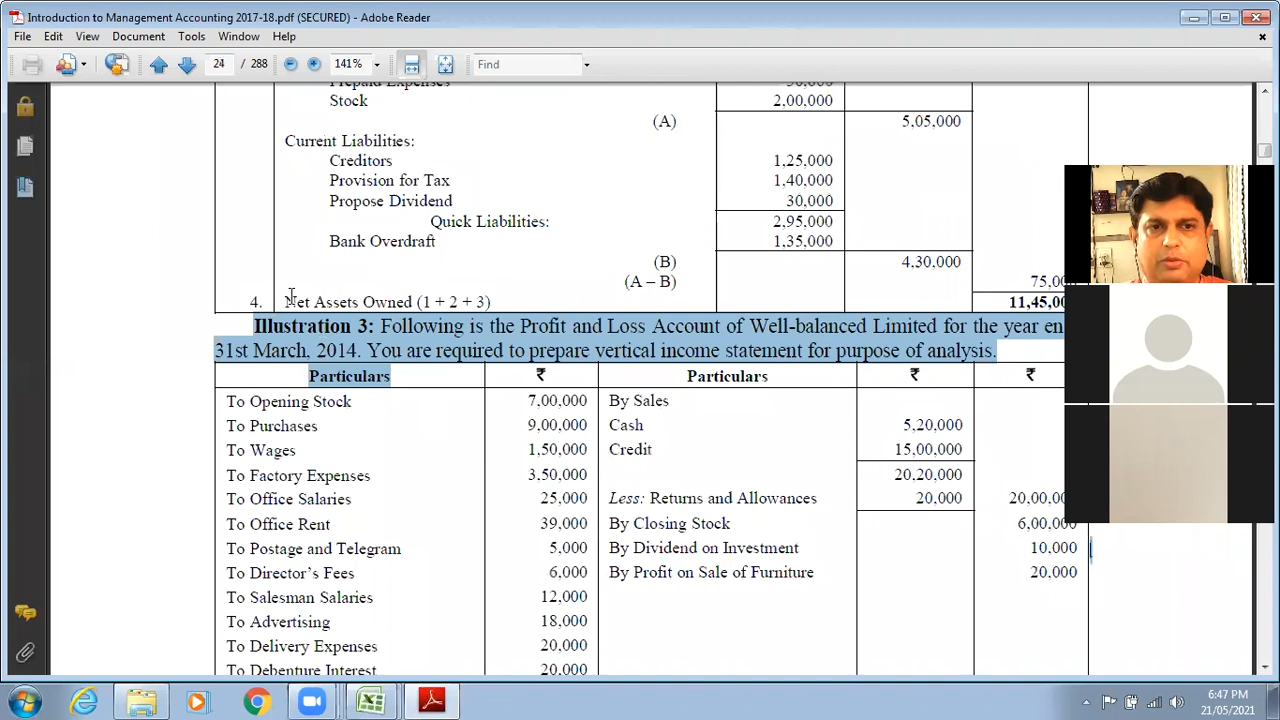 Introduction to Management Accounting 2017-18.pdf (SECURED) - Adobe Reader
File Edit View Document Tools Window Help
24 / 288 141% Find
Prepaid Expenses
Stock 2,00,000
(A) 5,05,000
Current Liabilities:
Creditors 1,25,000
Provision for Tax 1,40,000
Propose Dividend 30,000
Quick Liabilities: 2,95,000
Bank Overdraft 1,35,000
(B) 4,30,000
(A – B) 75,00
4. Net Assets Owned (1 + 2 + 3) 11,45,00
Illustration 3: Following is the Profit and Loss Account of Well-balanced Limited for the year en
31st March, 2014. You are required to prepare vertical income statement for purpose of analysis.
Particulars ₹ Particulars ₹ ₹
To Opening Stock 7,00,000 By Sales
To Purchases 9,00,000 Cash 5,20,000
To Wages 1,50,000 Credit 15,00,000
To Factory Expenses 3,50,000 20,20,000
To Office Salaries 25,000 Less: Returns and Allowances 20,000 20,00,00
To Office Rent 39,000 By Closing Stock 6,00,000
To Postage and Telegram 5,000 By Dividend on Investment 10,000
To Director's Fees 6,000 By Profit on Sale of Furniture 20,000
To Salesman Salaries 12,000
To Advertising 18,000
To Delivery Expenses 20,000
To Debenture Interest 20,000
6:47 PM
21/05/2021